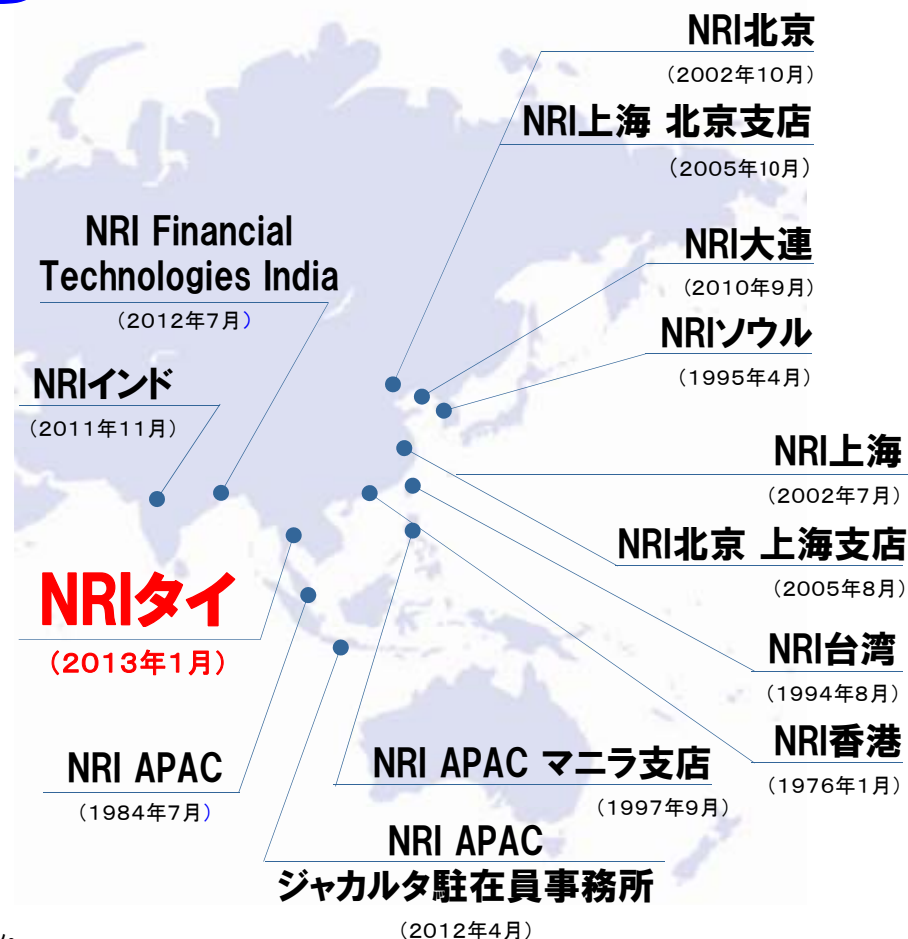 NRI北京
（2002年10月）
NRI上海 北京支店
（2005年10月）
NRI Financial
Technologies India
（2012年7月）
NRI大連
（2010年9月）
NRIソウル
（1995年4月）
NRIインド
（2011年11月）
NRI上海
（2002年7月）
NRI北京 上海支店
（2005年8月）
NRIタイ
（2013年1月）
NRI台湾
（1994年8月）
NRI香港
（1976年1月）
NRI APAC
（1984年7月）
NRI APAC マニラ支店
（1997年9月）
NRI APAC
ジャカルタ駐在員事務所
（2012年4月）